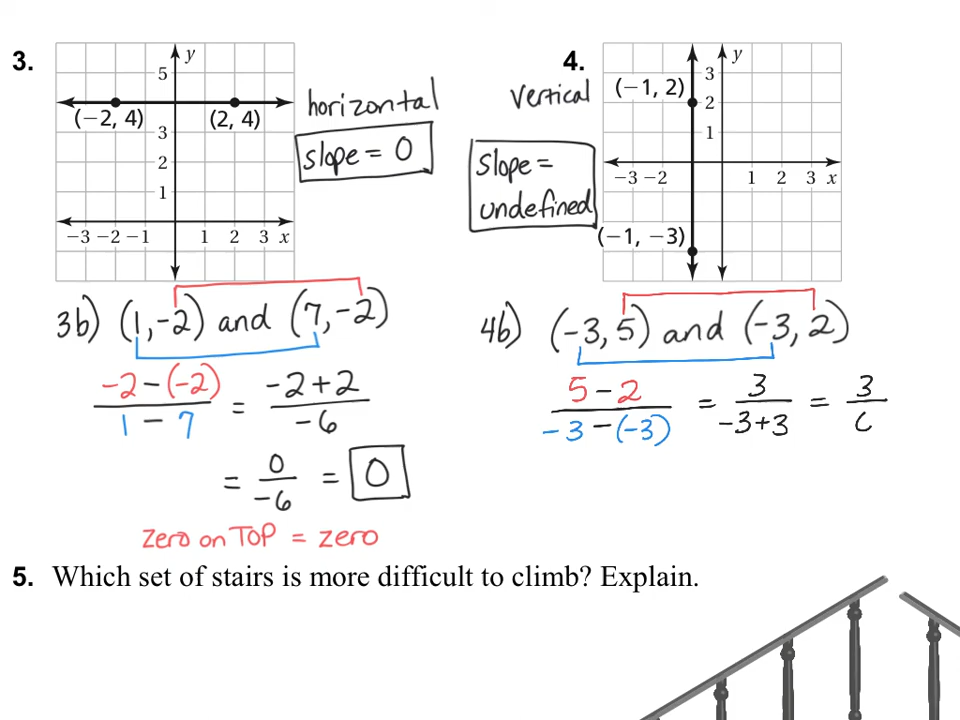 3.
y
5
(−2, 4)
(2, 4)
3
2
1
−3 −2 −1 1 2 3 x
horizontal
slope = 0
4.
vertical
slope =
undefined
y
(−1, 2)
3
2
1
−3 −2 1 2 3 x
(−1, −3)
3b) (1,-2) and (7,-2)
-2-(-2) / 1 - 7 = -2+2 / -6
= 0 / -6 = 0
zero on TOP = zero
4b) (-3,5) and (-3,2)
5-2 / -3-(-3) = 3 / -3+3 = 3 /
5. Which set of stairs is more difficult to climb? Explain.